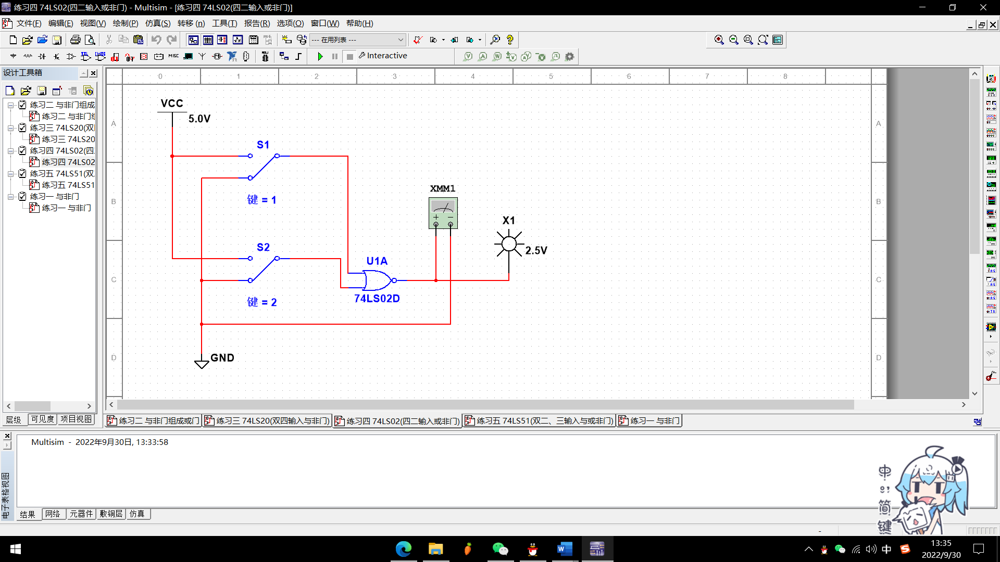 练习四 74LS02(四二输入或非门) - Multisim - [练习四 74LS02(四二输入或非门)]
文件(F) 编辑(E) 视图(V) 绘制(P) 仿真(S) 转移 (n) 工具(T) 报告(R) 选项(O) 窗口(W) 帮助(H)
--- 在用列表 ---
MISC Interactive
设计工具箱
练习二 与非门组成
练习二 与非门组
练习三 74LS20(双
练习三 74LS20
练习四 74LS02(四
练习四 74LS02
练习五 74LS51(双
练习五 74LS51
练习一 与非门
练习一 与非门
层级 可见度 项目视图
0 1 2 3 4 5 6 7 8
A A
B B
C C
D D
VCC
5.0V
S1
键 = 1
XMM1
X1
2.5V
S2
键 = 2
U1A
74LS02D
GND
练习二 与非门组成或门 练习三 74LS20(双四输入与非门) 练习四 74LS02(四二输入或非门) 练习五 74LS51(双二、三输入与或非门) 练习一 与非门
Multisim - 2022年9月30日, 13:33:58
电子表格视图
结果 网络 元器件 敷铜层 仿真
中
简
键
中
13:35
2022/9/30